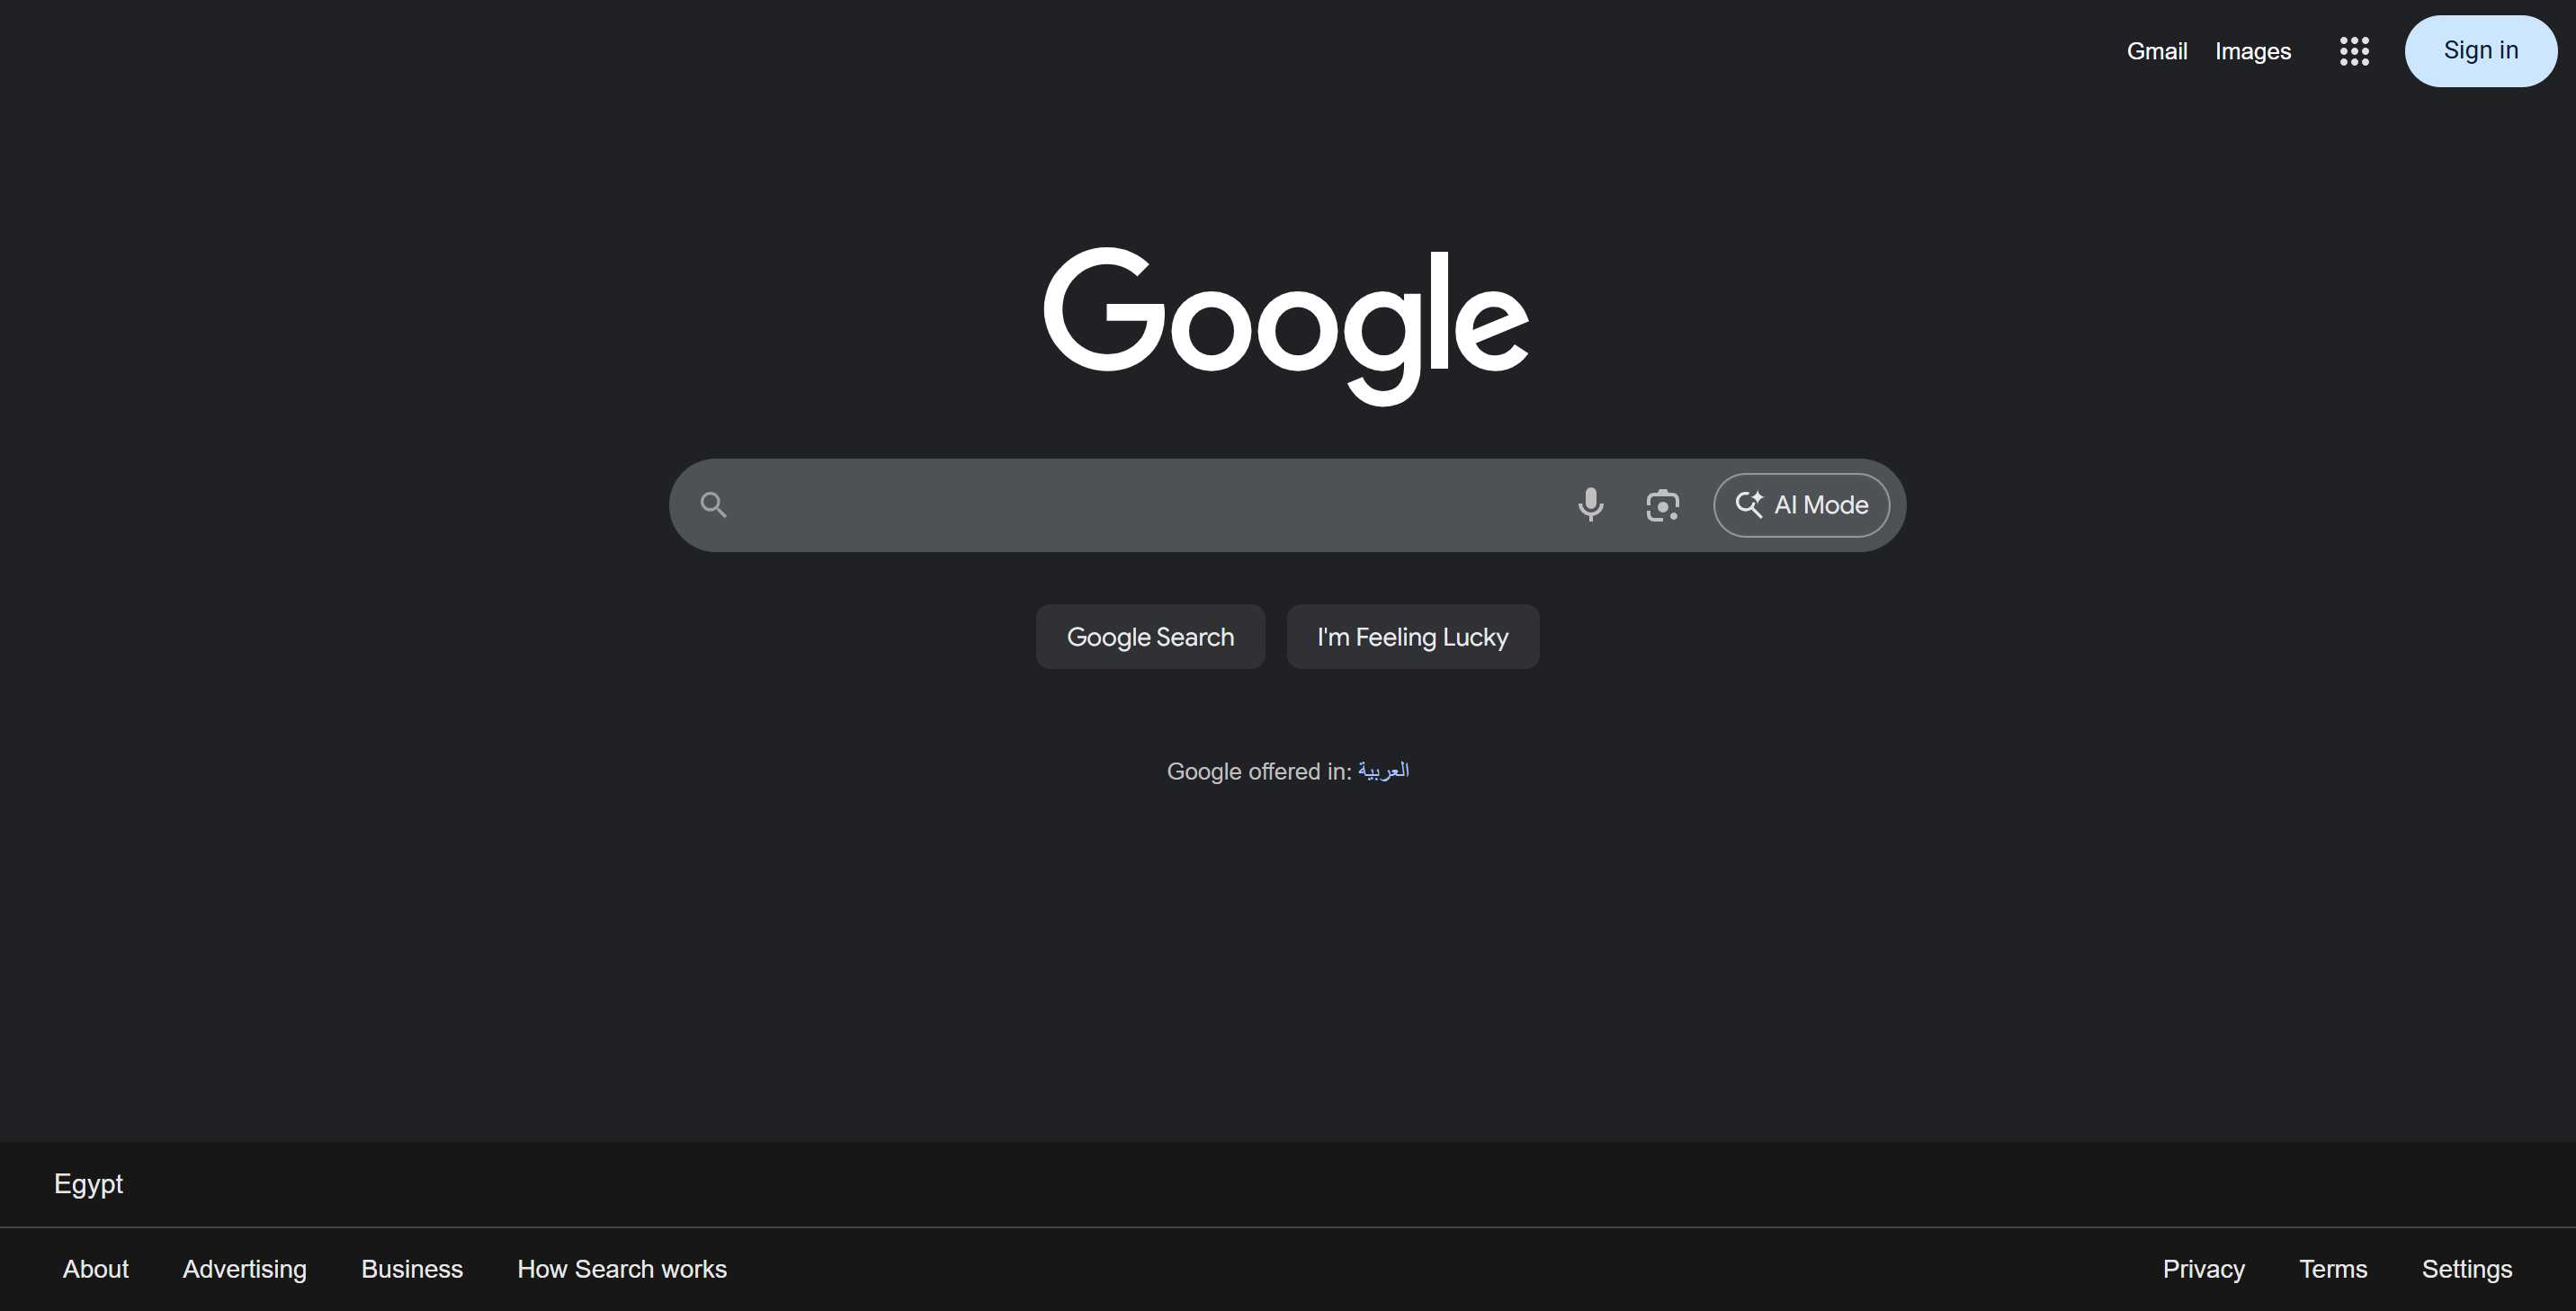 Gmail Images Sign in
Google
AI Mode
Google Search I'm Feeling Lucky
Google offered in: العربية
Egypt
About Advertising Business How Search works Privacy Terms Settings